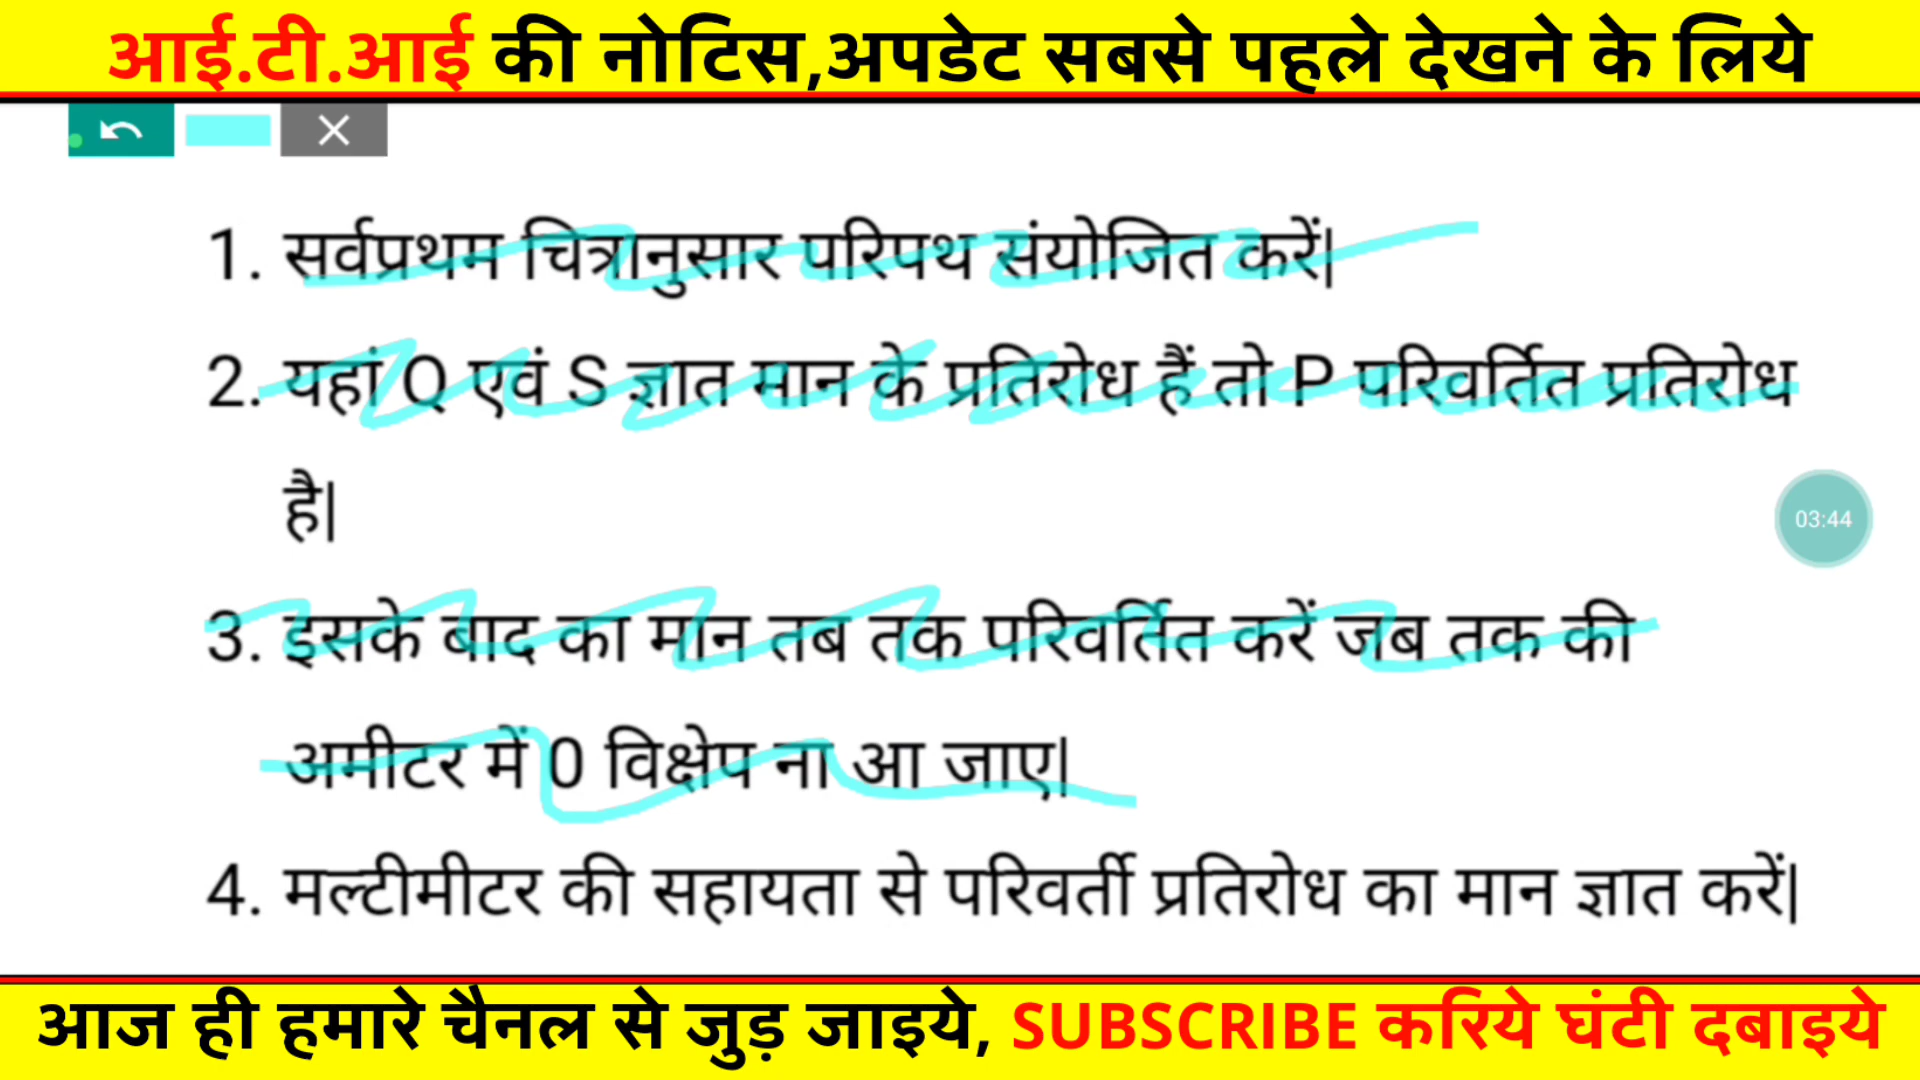 आई.टी.आई की नोटिस,अपडेट सबसे पहले देखने के लिये
1. सर्वप्रथम चित्रानुसार परिपथ संयोजित करें|
2. यहां Q एवं S ज्ञात मान के प्रतिरोध हैं तो P परिवर्तित प्रतिरोध
है|
03:44
3. इसके बाद का मान तब तक परिवर्तित करें जब तक की
अमीटर में 0 विक्षेप ना आ जाए|
4. मल्टीमीटर की सहायता से परिवर्ती प्रतिरोध का मान ज्ञात करें|
आज ही हमारे चैनल से जुड़ जाइये, SUBSCRIBE करिये घंटी दबाइये